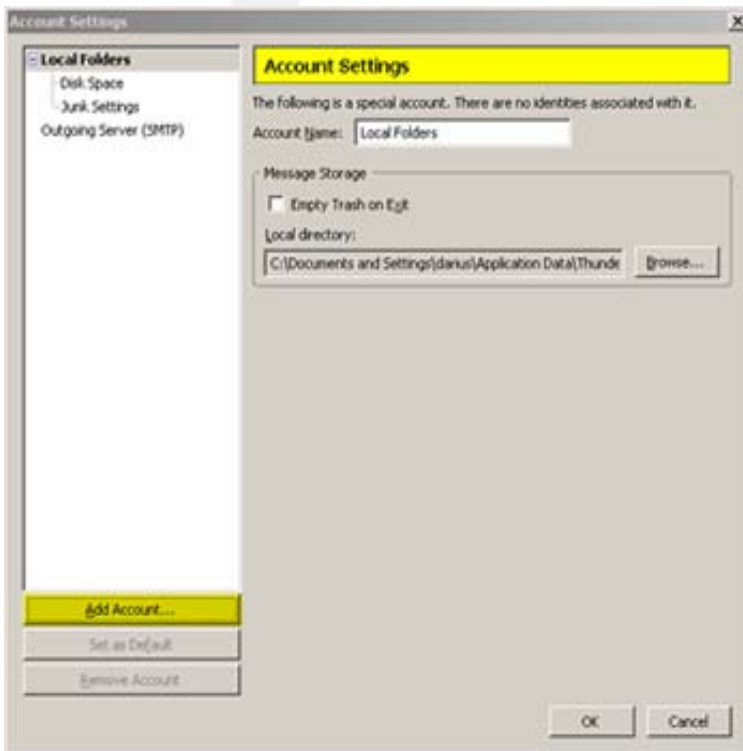 Account Settings
Local Folders
Disk Space
Junk Settings
Outgoing Server (SMTP)
Account Settings
The following is a special account. There are no identities associated with it.
Account Name: Local Folders
Message Storage
Empty Trash on Exit
Local directory:
C:\Documents and Settings\darius\Application Data\Thunde Browse...
Add Account...
Set as Default
Remove Account
OK Cancel